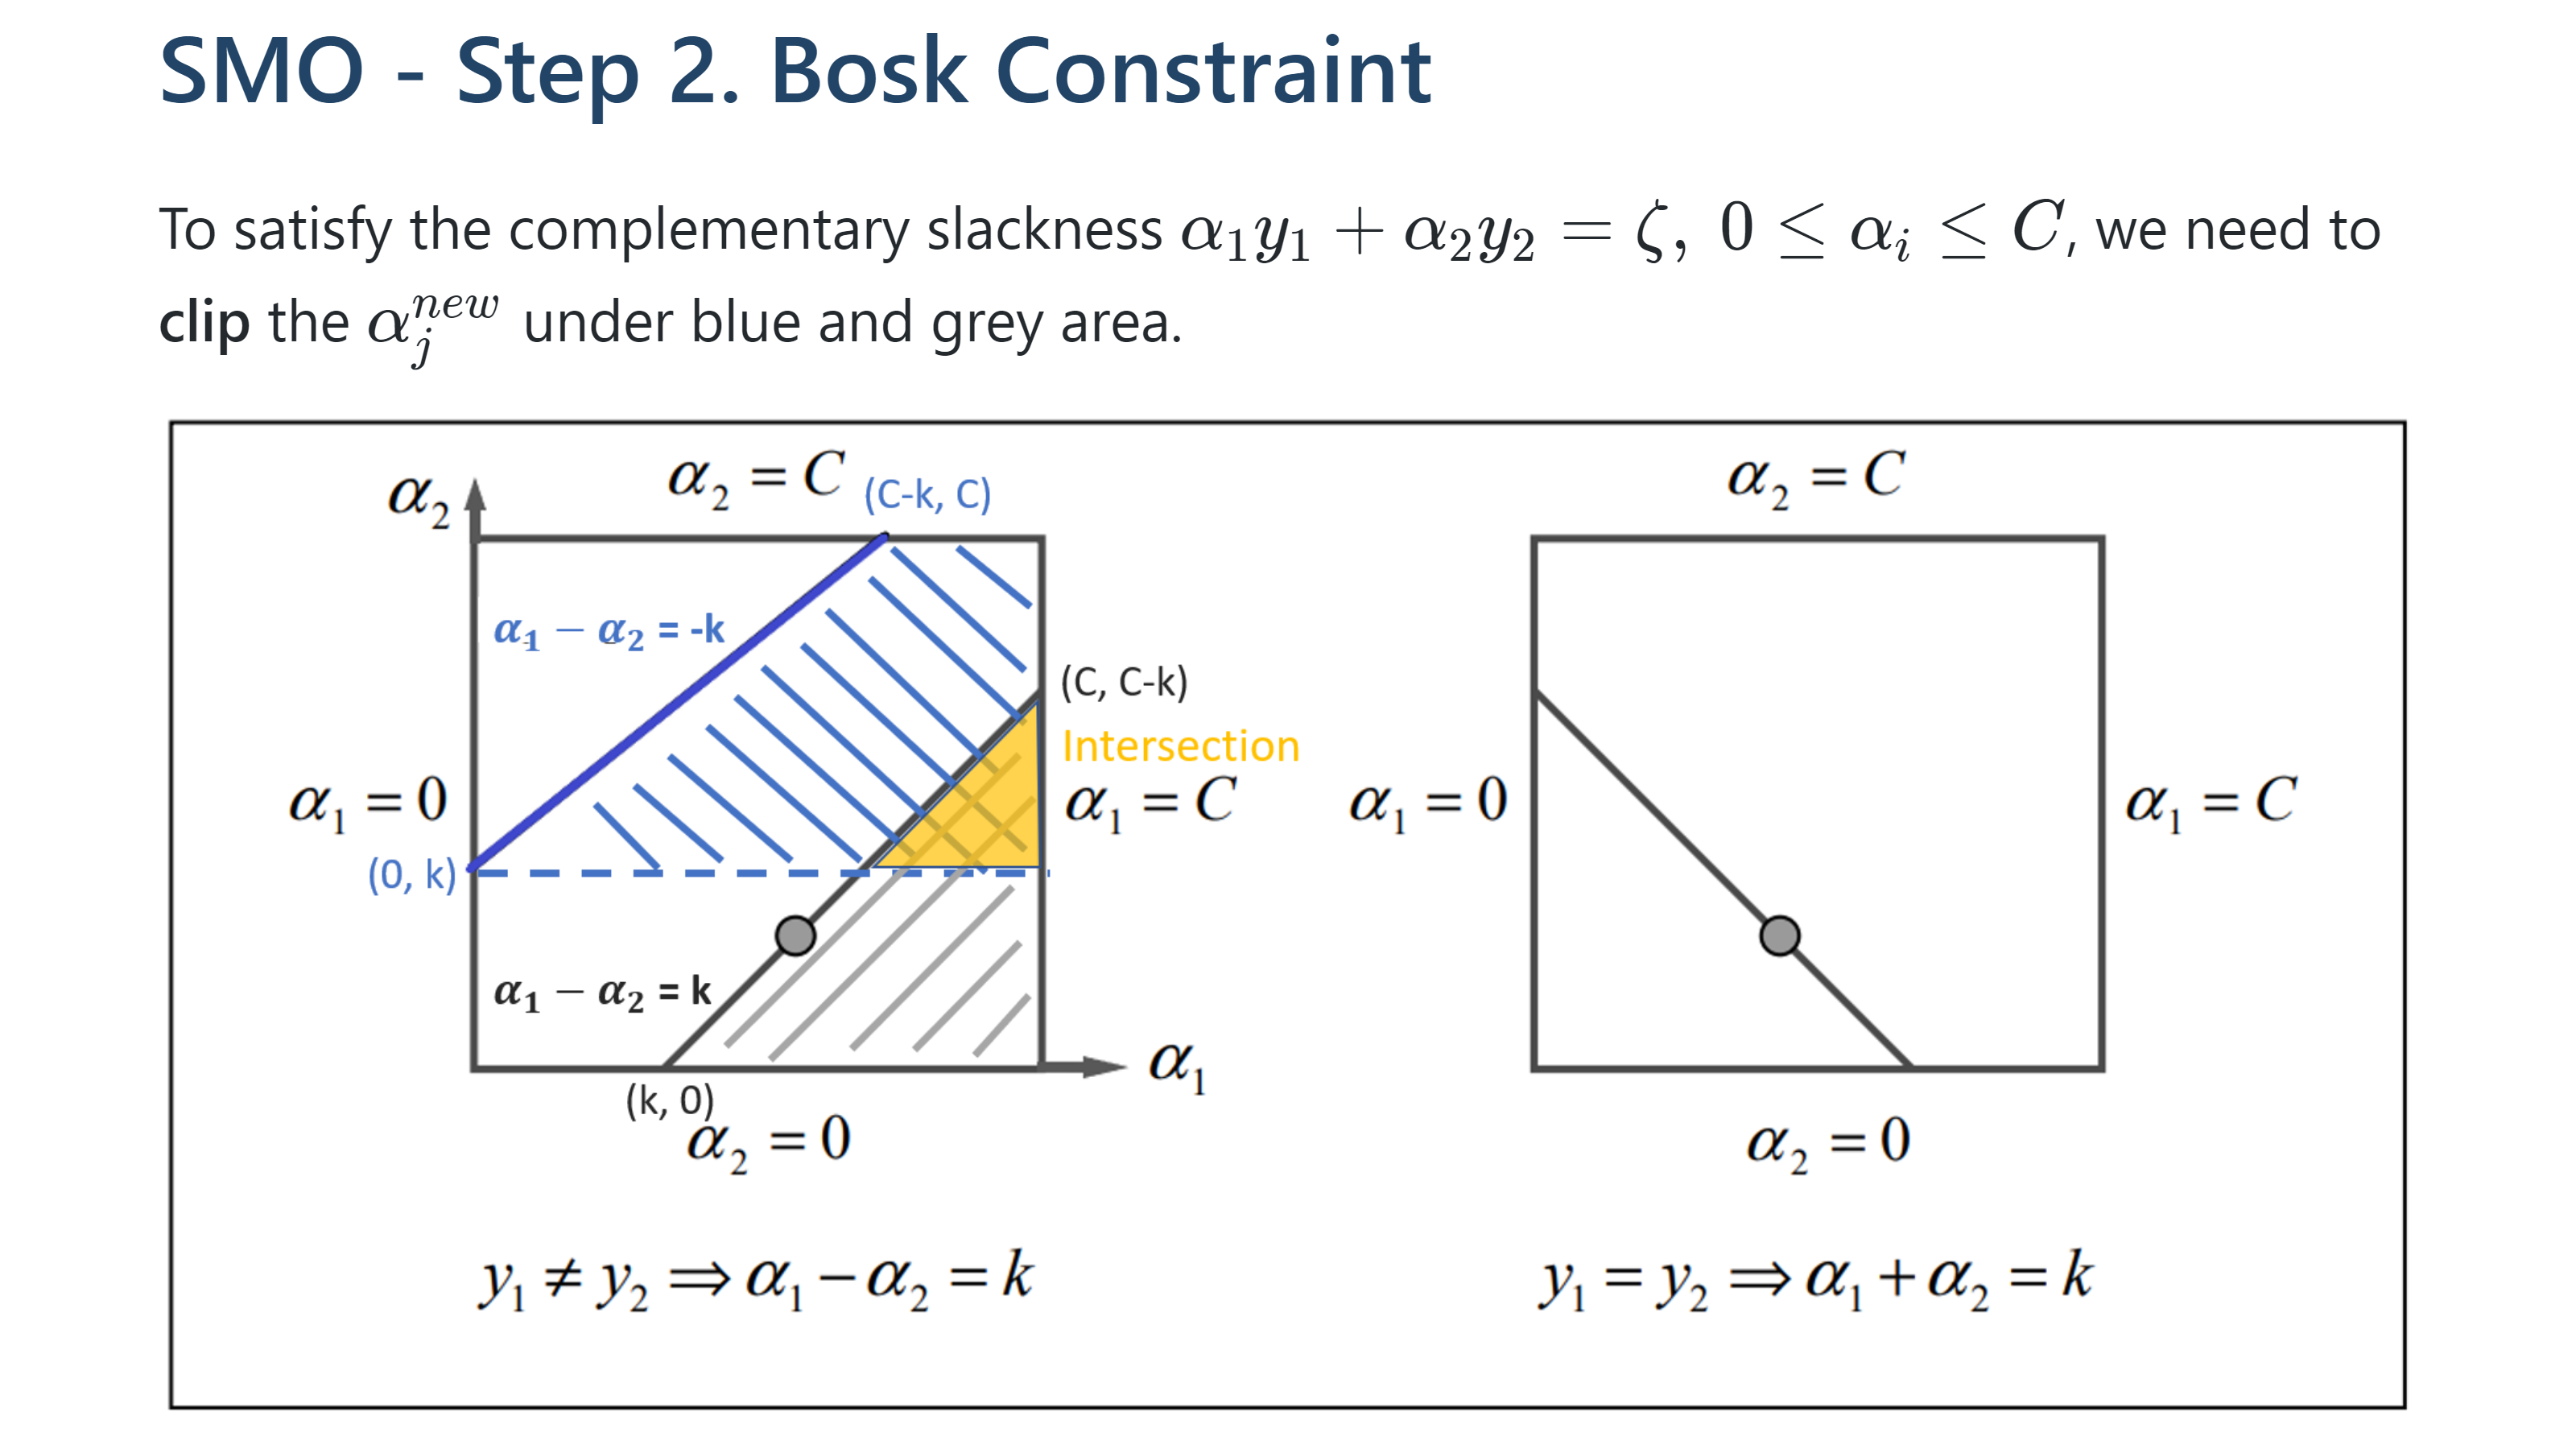 SMO - Step 2. Bosk Constraint
To satisfy the complementary slackness α₁y₁ + α₂y₂ = ζ, 0 ≤ αᵢ ≤ C, we need to
clip the αⱼⁿᵉʷ under blue and grey area.
α₂
α₂ = C
(C-k, C)
α₁ − α₂ = -k
(C, C-k)
Intersection
α₁ = 0
α₁ = C
(0, k)
α₁ − α₂ = k
α₁
(k, 0)
α₂ = 0
y₁ ≠ y₂ ⇒ α₁ − α₂ = k
α₂ = C
α₁ = 0
α₁ = C
α₂ = 0
y₁ = y₂ ⇒ α₁ + α₂ = k